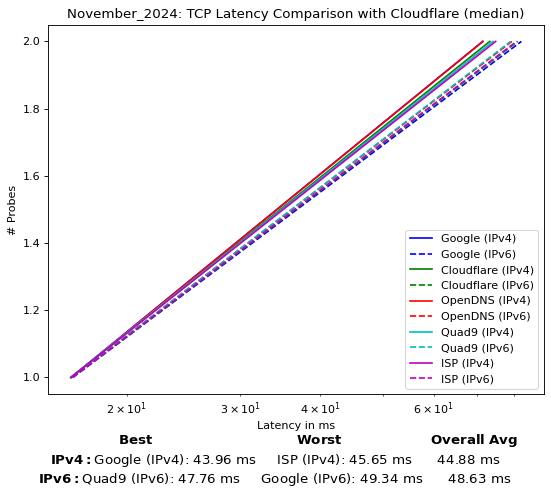 November_2024: TCP Latency Comparison with Cloudflare (median)
2.0
1.8
1.6
1.4
1.2
1.0
# Probes
Google (IPv4)
Google (IPv6)
Cloudflare (IPv4)
Cloudflare (IPv6)
OpenDNS (IPv4)
OpenDNS (IPv6)
Quad9 (IPv4)
Quad9 (IPv6)
ISP (IPv4)
ISP (IPv6)
2 × 10¹ 3 × 10¹ 4 × 10¹ 6 × 10¹
Latency in ms
Best Worst Overall Avg
IPv4: Google (IPv4): 43.96 ms ISP (IPv4): 45.65 ms 44.88 ms
IPv6: Quad9 (IPv6): 47.76 ms Google (IPv6): 49.34 ms 48.63 ms